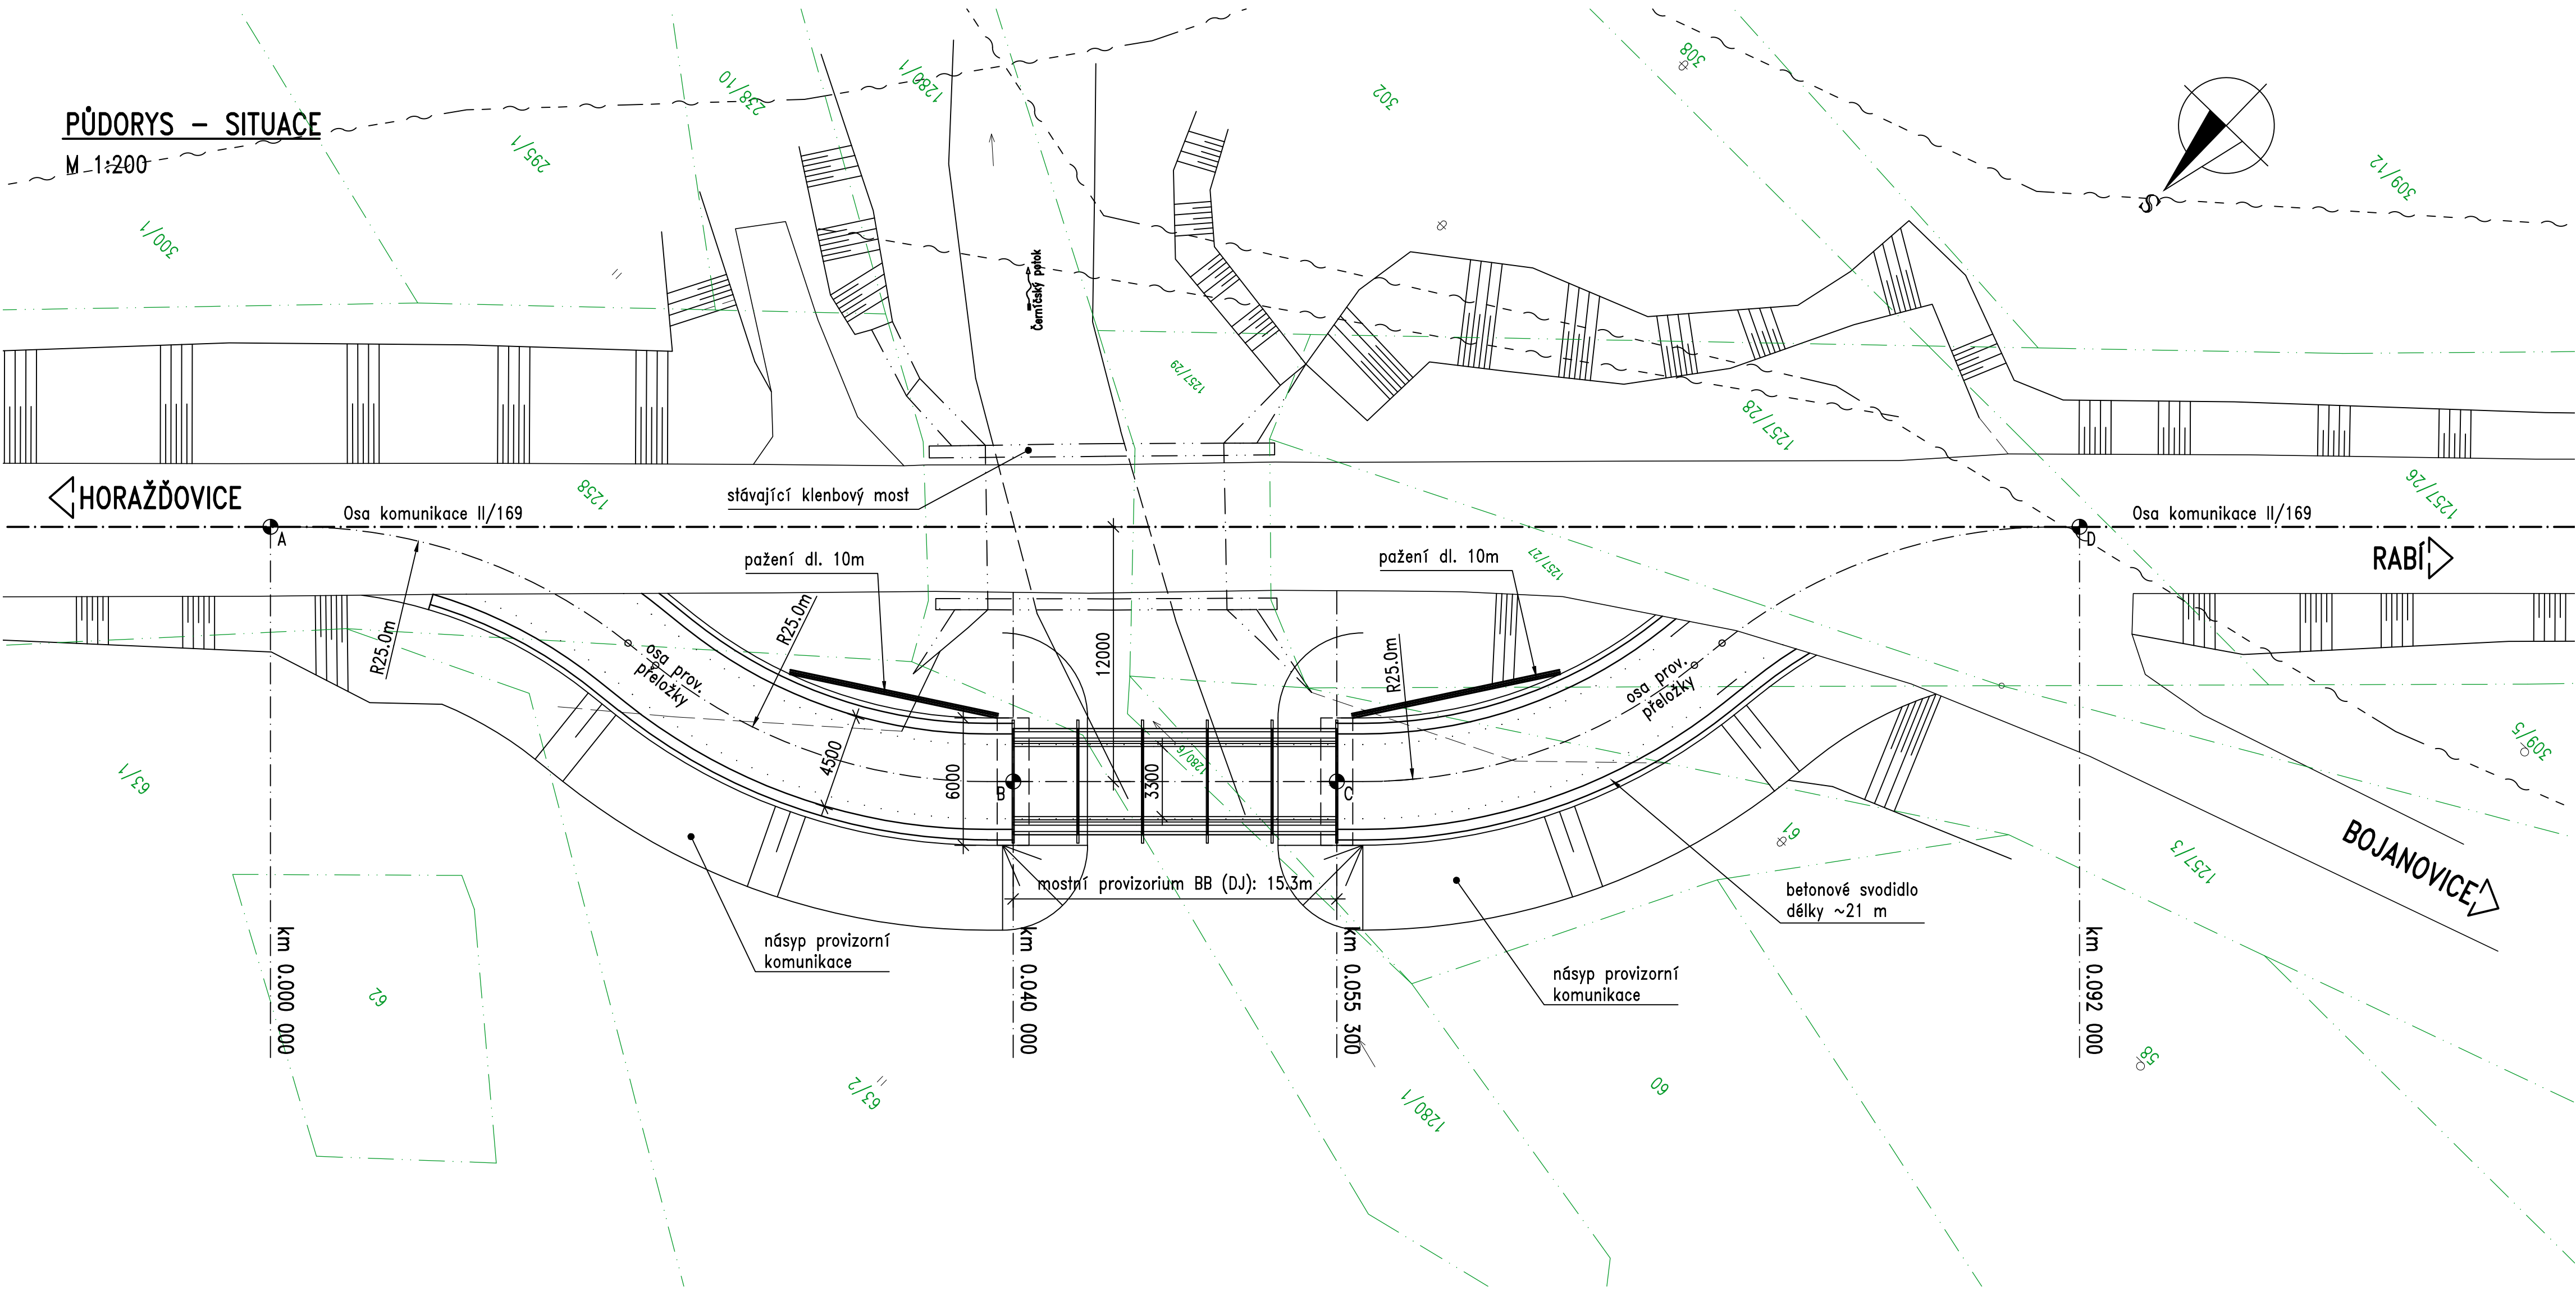 PŮDORYS – SITUACE
M 1:200
300/1
295/1
238/10
1280/1
302
308
309/12
S
Černíčský potok
1257/29
1257/28
1257/26
HORAŽĎOVICE
1258
Osa komunikace II/169
stávající klenbový most
Osa komunikace II/169
RABÍ
A
D
pažení dl. 10m
pažení dl. 10m
1257/27
R25.0m
R25.0m
R25.0m
12000
osa prov.
přeložky
osa prov.
přeložky
4500
6000
3300
B
C
1280/6
63/1
61
309/5
1257/3
BOJANOVICE
mostní provizorium BB (DJ): 15.3m
betonové svodidlo
délky ~21 m
násyp provizorní
komunikace
násyp provizorní
komunikace
km 0.000 000
km 0.040 000
km 0.055 300
km 0.092 000
62
63/2
1280/1
60
58